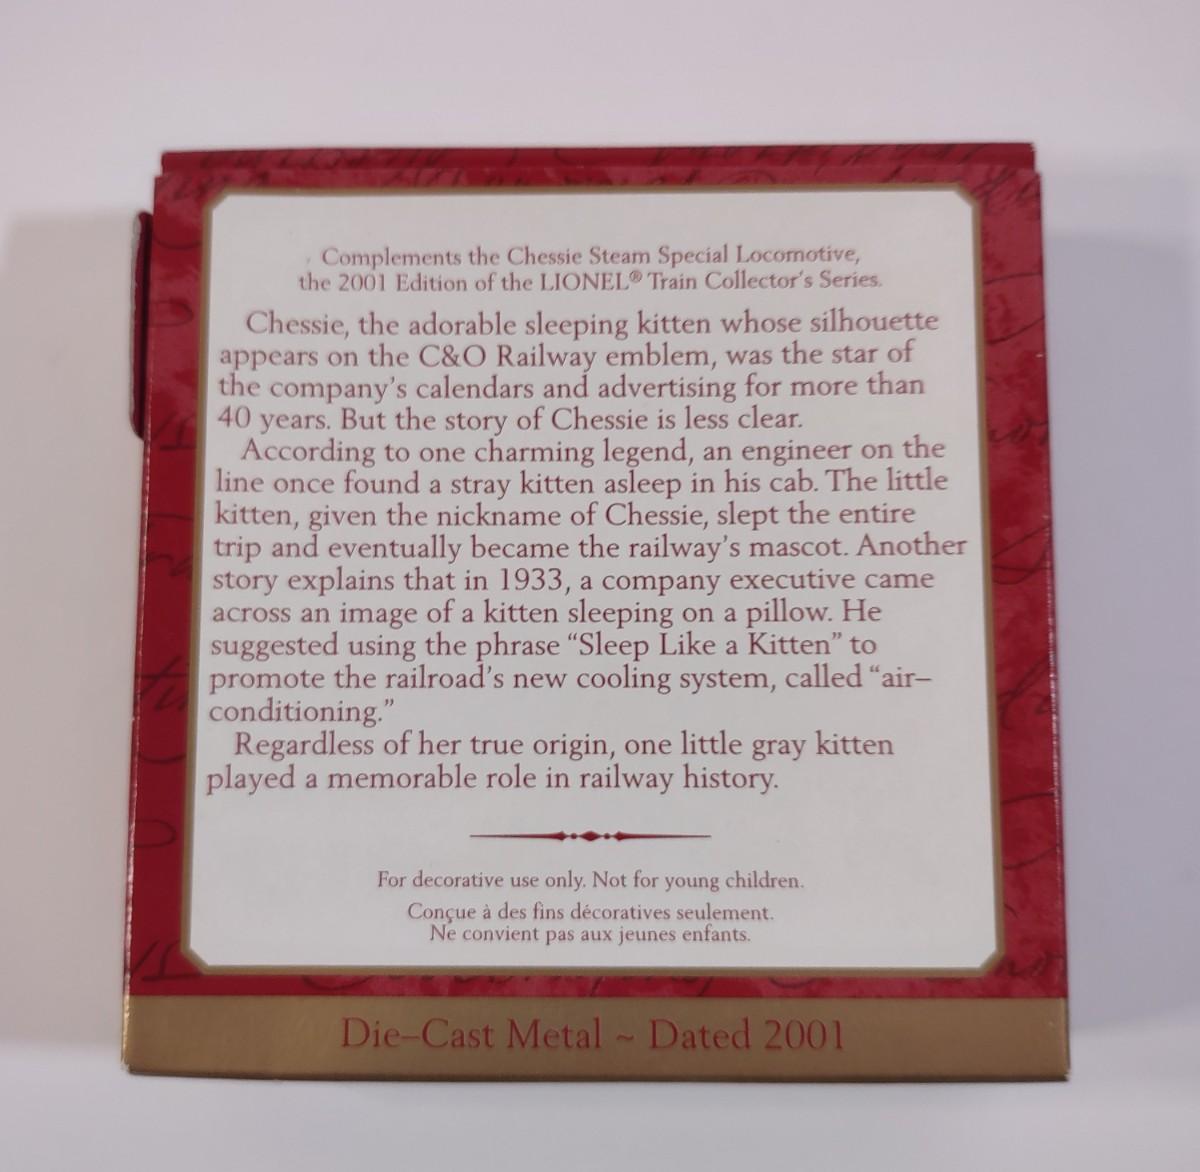 Complements the Chessie Steam Special Locomotive,
the 2001 Edition of the LIONEL® Train Collector's Series.
Chessie, the adorable sleeping kitten whose silhouette
appears on the C&O Railway emblem, was the star of
the company's calendars and advertising for more than
40 years. But the story of Chessie is less clear.
According to one charming legend, an engineer on the
line once found a stray kitten asleep in his cab. The little
kitten, given the nickname of Chessie, slept the entire
trip and eventually became the railway's mascot. Another
story explains that in 1933, a company executive came
across an image of a kitten sleeping on a pillow. He
suggested using the phrase “Sleep Like a Kitten” to
promote the railroad's new cooling system, called “air–
conditioning.”
Regardless of her true origin, one little gray kitten
played a memorable role in railway history.
For decorative use only. Not for young children.
Conçue à des fins décoratives seulement.
Ne convient pas aux jeunes enfants.
Die–Cast Metal ~ Dated 2001